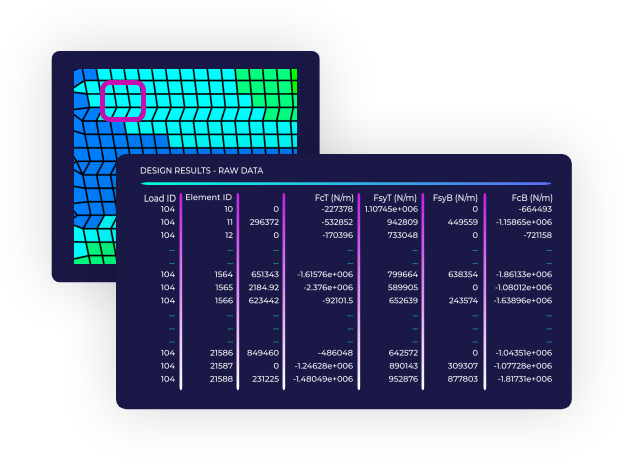 DESIGN RESULTS - RAW DATA
Load ID Element ID FcT (N/m) FsyT (N/m) FsyB (N/m) FcB (N/m)
104 10 0 -227378 1.10745e+006 0 -664493
104 11 296372 -532852 942809 449559 -1.15865e+006
104 12 0 -170396 733048 0 -721158
... ... ... ... ... ... ...
... ... ... ... ... ... ...
104 1564 651343 -1.61576e+006 799664 638354 -1.86133e+006
104 1565 2184.92 -2.376e+006 589905 0 -1.08012e+006
104 1566 623442 -92101.5 652639 243574 -1.63896e+006
... ... ... ... ... ... ...
... ... ... ... ... ... ...
... ... ... ... ... ... ...
104 21586 849460 -486048 642572 0 -1.04351e+006
104 21587 0 -1.24628e+006 890143 309307 -1.07728e+006
104 21588 231225 -1.48049e+006 952876 877803 -1.81731e+006